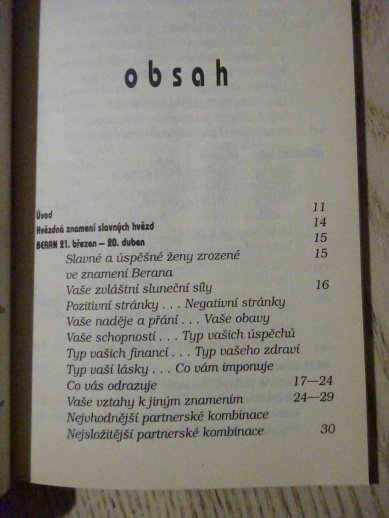 obsah
Úvod 11
Hvězdná znamení slavných hvězd 14
BERAN 21. březen – 20. duben 15
Slavné a úspěšné ženy zrozené 15
ve znamení Berana
Vaše zvláštní sluneční síly 16
Pozitivní stránky . . . Negativní stránky
Vaše naděje a přání . . . Vaše obavy
Vaše schopnosti . . . Typ vašich úspěchů
Typ vašich financí . . . Typ vašeho zdraví
Typ vaší lásky . . . Co vám imponuje
Co vás odrazuje 17—24
Vaše vztahy k jiným znamením 24—29
Nejvhodnější partnerské kombinace
Nejsložitější partnerské kombinace 30